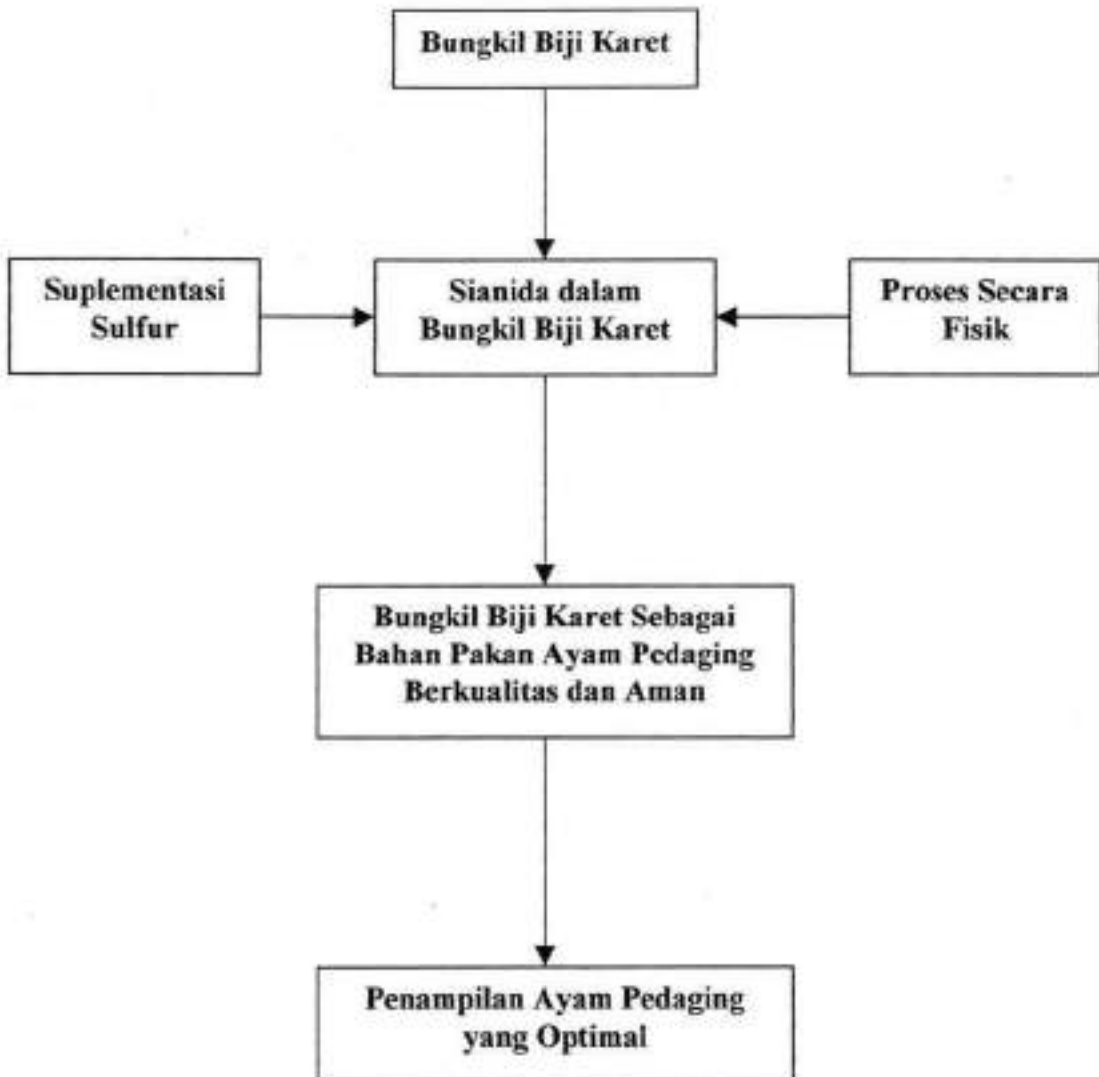 Bungkil Biji Karet
Suplementasi
Sulfur
Sianida dalam
Bungkil Biji Karet
Proses Secara
Fisik
Bungkil Biji Karet Sebagai
Bahan Pakan Ayam Pedaging
Berkualitas dan Aman
Penampilan Ayam Pedaging
yang Optimal